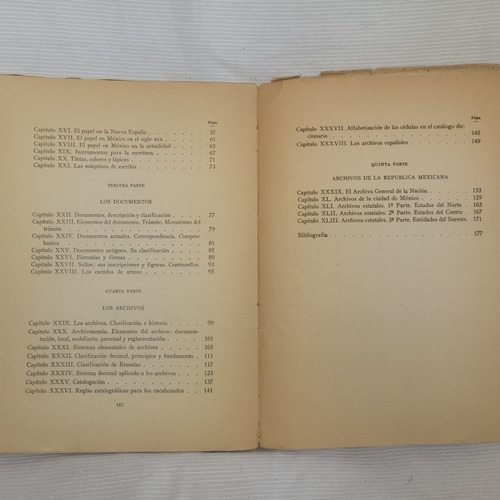 Págs.
Capítulo XVI. El papel en la Nueva España . . . . . 57
Capítulo XVII. El papel en México en el siglo XIX . . . . 61
Capítulo XVIII. El papel en México en la actualidad . . . . 63
Capítulo XIX. Instrumentos para la escritura . . . . 67
Capítulo XX. Tintas, colores y lápices . . . . 71
Capítulo XXI. Las máquinas de escribir . . . . 73
TERCERA PARTE
LOS DOCUMENTOS
Capítulo XXII. Documentos, descripción y clasificación . . . 77
Capítulo XXIII. Elementos del documento. Trámite. Mecanismo del
trámite . . . . 79
Capítulo XXIV. Documentos actuales. Correspondencia. Compro-
bantes . . . . 81
Capítulo XXV. Documentos antiguos. Su clasificación . . . 85
Capítulo XXVI. Fórmulas y firmas . . . . 89
Capítulo XXVII. Sellos: sus inscripciones y figuras. Contrasellos. 93
Capítulo XXVIII. Los escudos de armas . . . . 95
CUARTA PARTE
LOS ARCHIVOS
Capítulo XXIX. Los archivos. Clasificación e historia . . . . 99
Capítulo XXX. Archivonomía. Elementos del archivo: documentación,
local, mobiliario, personal y reglamentación . . . 103
Capítulo XXXI. Sistemas elementales de archivos . . . . 105
Capítulo XXXII. Clasificación decimal, principios y fundamento . . 111
Capítulo XXXIII. Clasificación de Bruselas . . . . 117
Capítulo XXXIV. Sistema decimal aplicado a los archivos . . . 123
Capítulo XXXV. Catalogación . . . . 137
Capítulo XXXVI. Reglas catalográficas para los encabezados . . 141
182
Págs.
Capítulo XXXVII. Alfabetización de las cédulas en el catálogo dic-
cionario . . . . 145
Capítulo XXXVIII. Los archivos españoles . . . . 149
QUINTA PARTE
ARCHIVOS DE LA REPUBLICA MEXICANA
Capítulo XXXIX. El Archivo General de la Nación . . . . 153
Capítulo XL. Archivos de la ciudad de México . . . . 159
Capítulo XLI. Archivos estatales. 1ª Parte. Estados del Norte . . 163
Capítulo XLII. Archivos estatales. 2ª Parte. Estados del Centro . . 167
Capítulo XLIII. Archivos estatales. 3ª Parte. Entidades del Sureste . 171
Bibliografía . . . . 177